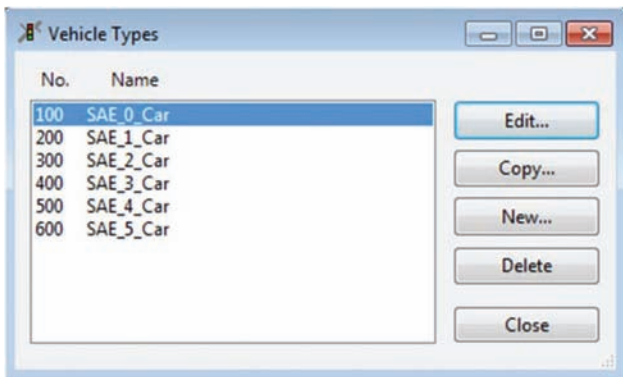 Vehicle Types
No. Name
100 SAE_0_Car
200 SAE_1_Car
300 SAE_2_Car
400 SAE_3_Car
500 SAE_4_Car
600 SAE_5_Car
Edit...
Copy...
New...
Delete
Close